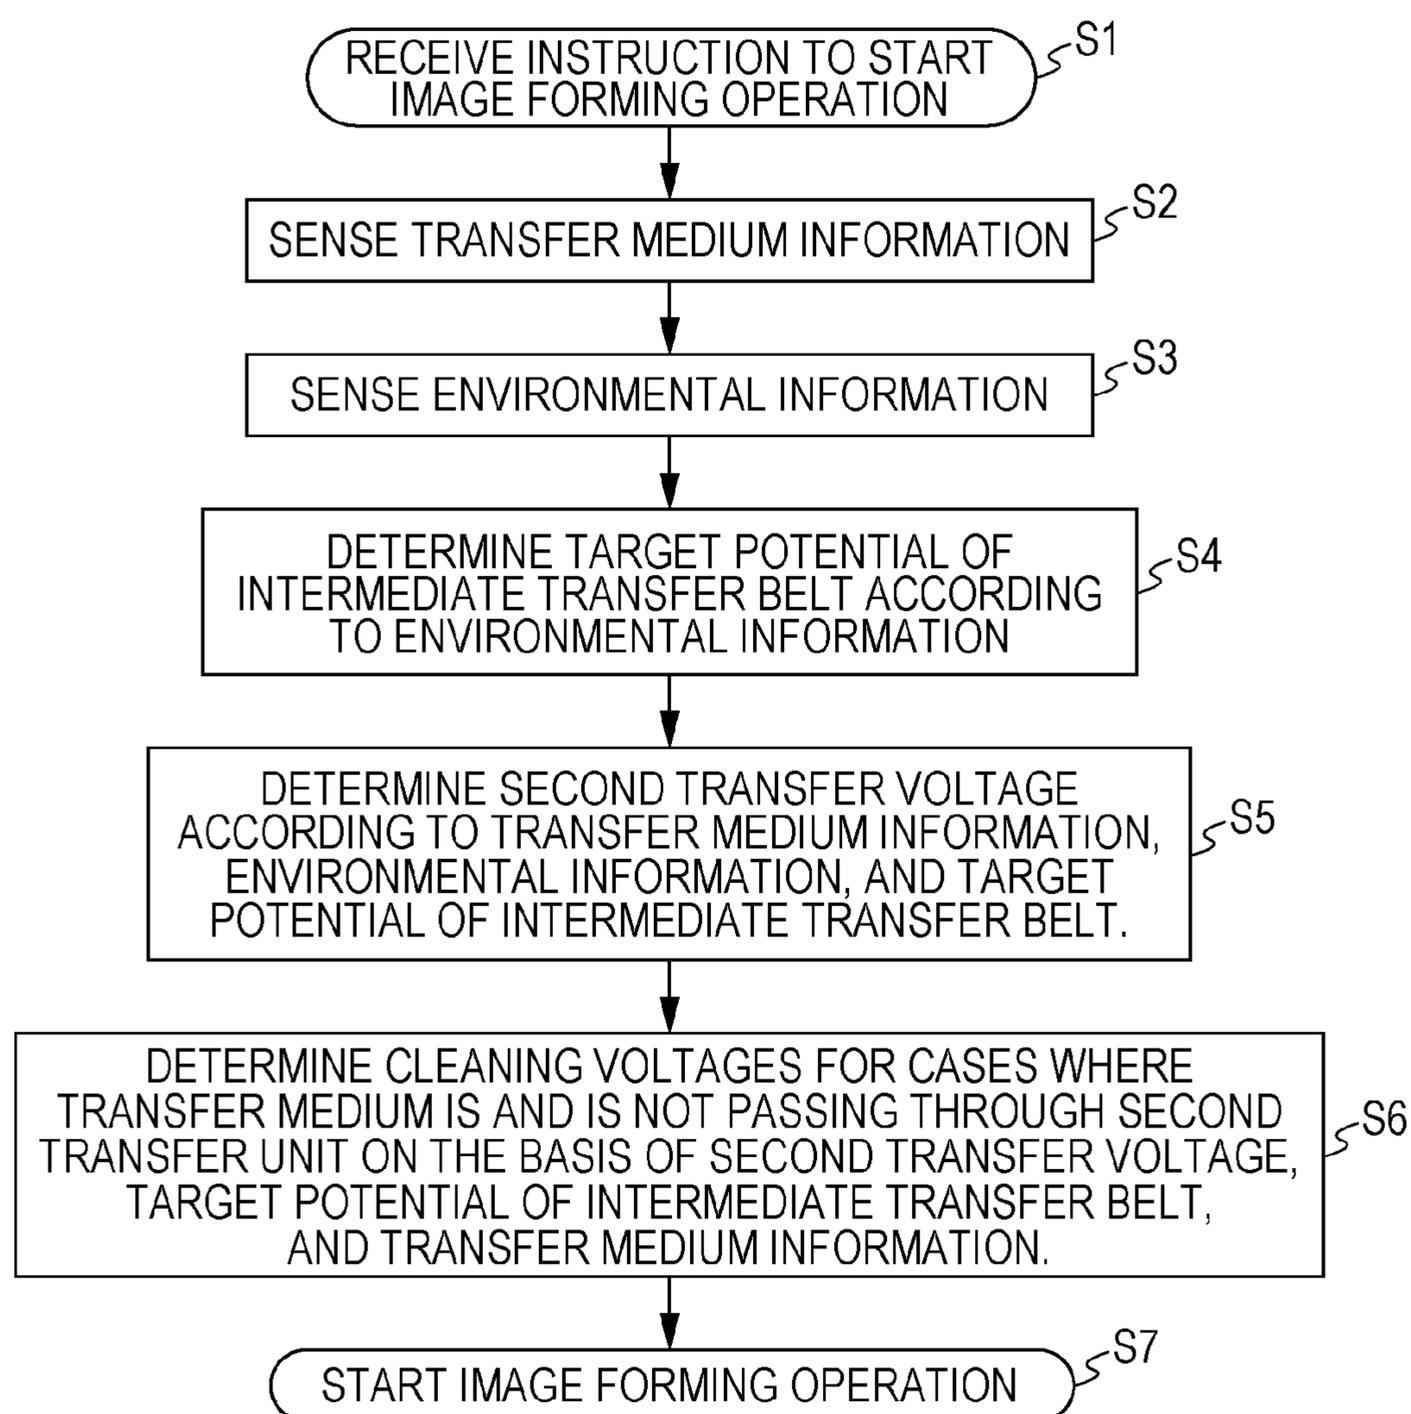 RECEIVE INSTRUCTION TO START
IMAGE FORMING OPERATION
S1
SENSE TRANSFER MEDIUM INFORMATION
S2
SENSE ENVIRONMENTAL INFORMATION
S3
DETERMINE TARGET POTENTIAL OF
INTERMEDIATE TRANSFER BELT ACCORDING
TO ENVIRONMENTAL INFORMATION
S4
DETERMINE SECOND TRANSFER VOLTAGE
ACCORDING TO TRANSFER MEDIUM INFORMATION,
ENVIRONMENTAL INFORMATION, AND TARGET
POTENTIAL OF INTERMEDIATE TRANSFER BELT.
S5
DETERMINE CLEANING VOLTAGES FOR CASES WHERE
TRANSFER MEDIUM IS AND IS NOT PASSING THROUGH SECOND
TRANSFER UNIT ON THE BASIS OF SECOND TRANSFER VOLTAGE,
TARGET POTENTIAL OF INTERMEDIATE TRANSFER BELT,
AND TRANSFER MEDIUM INFORMATION.
S6
START IMAGE FORMING OPERATION
S7